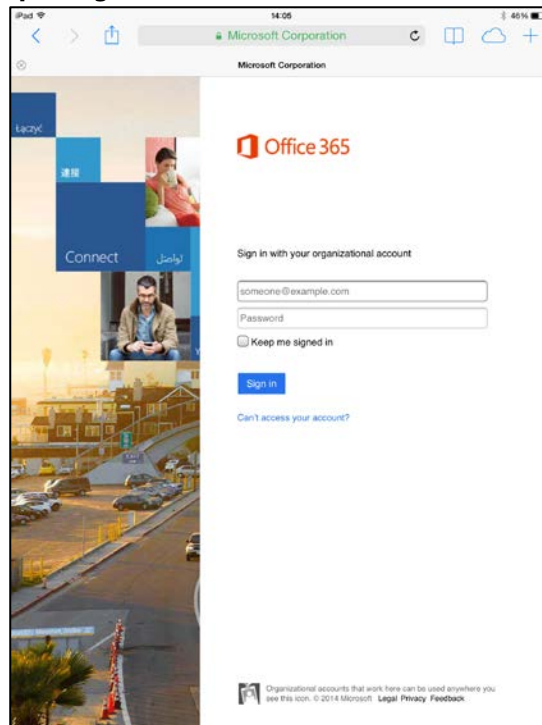 iPad 14:05 46%
Microsoft Corporation
Microsoft Corporation
Łączyć
Office 365
Connect
تواصل
Sign in with your organizational account
someone@example.com
Password
Keep me signed in
Sign in
Can't access your account?
Organizational accounts that work here can be used anywhere you
see this icon. © 2014 Microsoft Legal Privacy Feedback